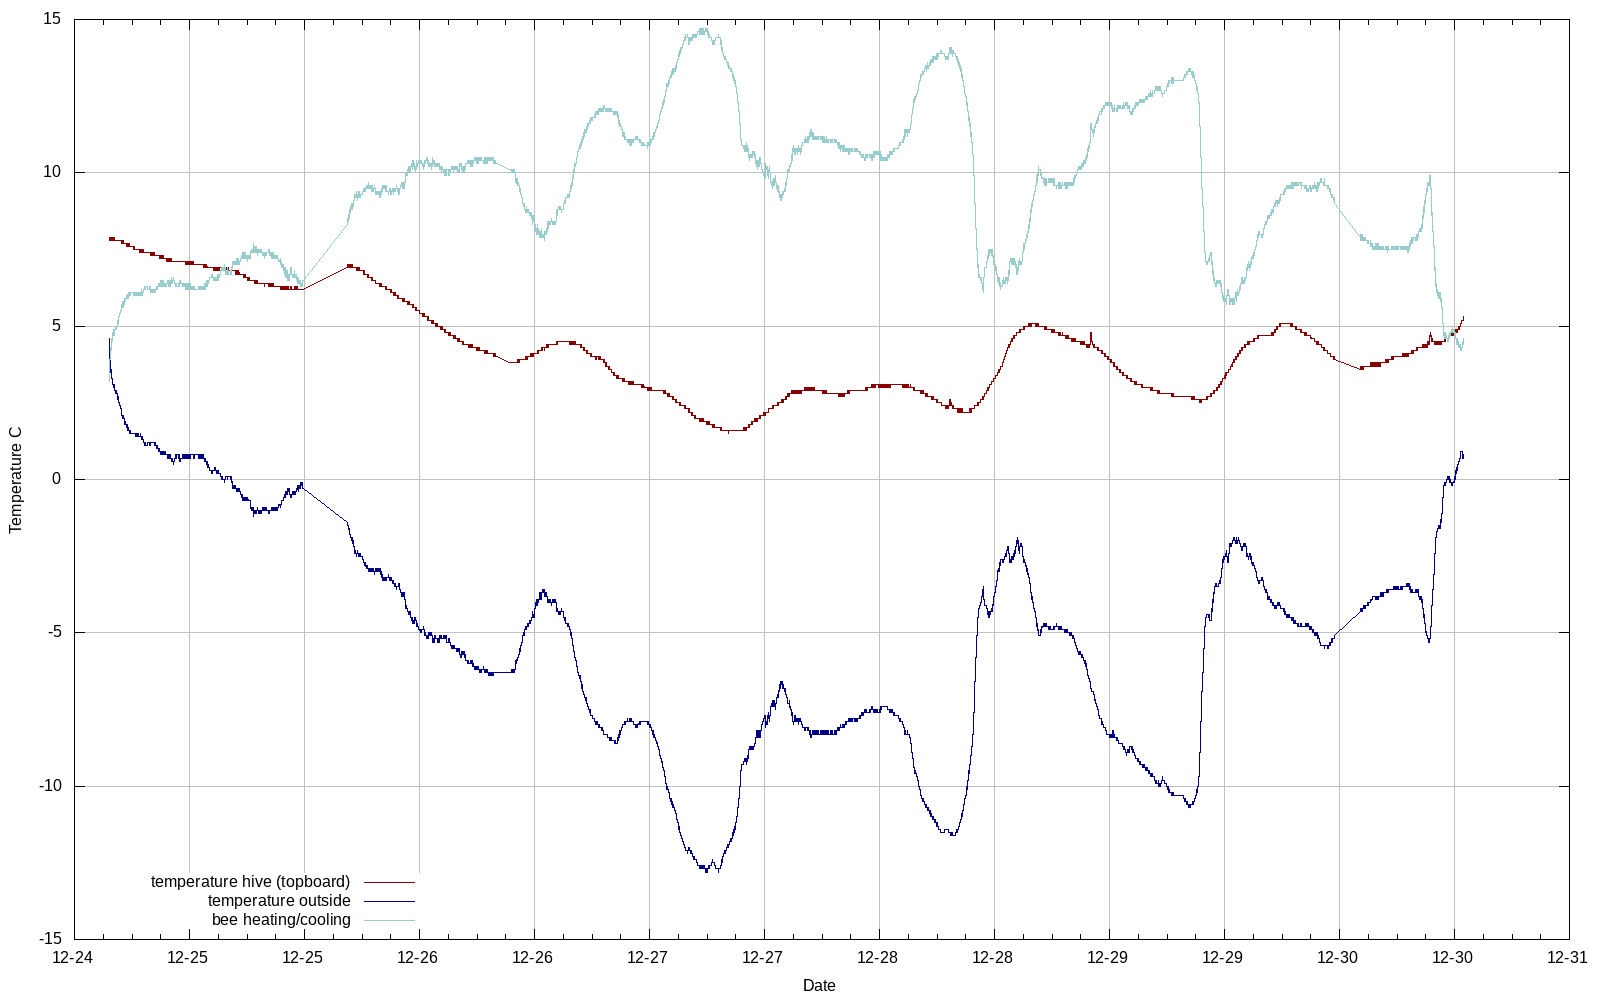 15
10
5
0
-5
-10
-15
Temperature C
temperature hive (topboard)
temperature outside
bee heating/cooling
12-24 12-25 12-25 12-26 12-26 12-27 12-27 12-28 12-28 12-29 12-29 12-30 12-30 12-31
Date